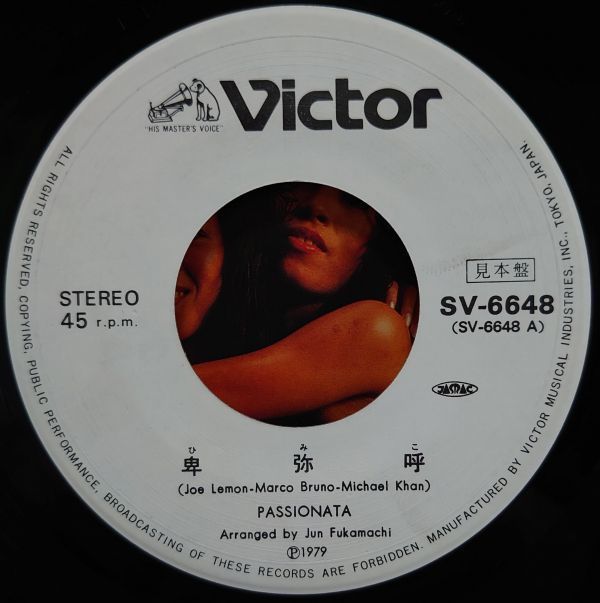 Victor
"HIS MASTER'S VOICE"
STEREO
45 r.p.m.
見本盤
SV-6648
(SV-6648 A)
JASRAC
ひ み こ
卑 弥 呼
(Joe Lemon-Marco Bruno-Michael Khan)
PASSIONATA
Arranged by Jun Fukamachi
Ⓟ1979
ALL RIGHTS RESERVED, COPYING, PUBLIC PERFORMANCE, BROADCASTING OF THESE RECORDS ARE FORBIDDEN. MANUFACTURED BY VICTOR MUSICAL INDUSTRIES, INC., TOKYO, JAPAN.